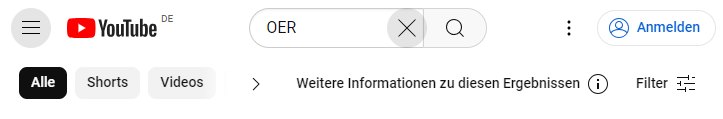 YouTube DE OER Anmelden
Alle Shorts Videos Weitere Informationen zu diesen Ergebnissen Filter